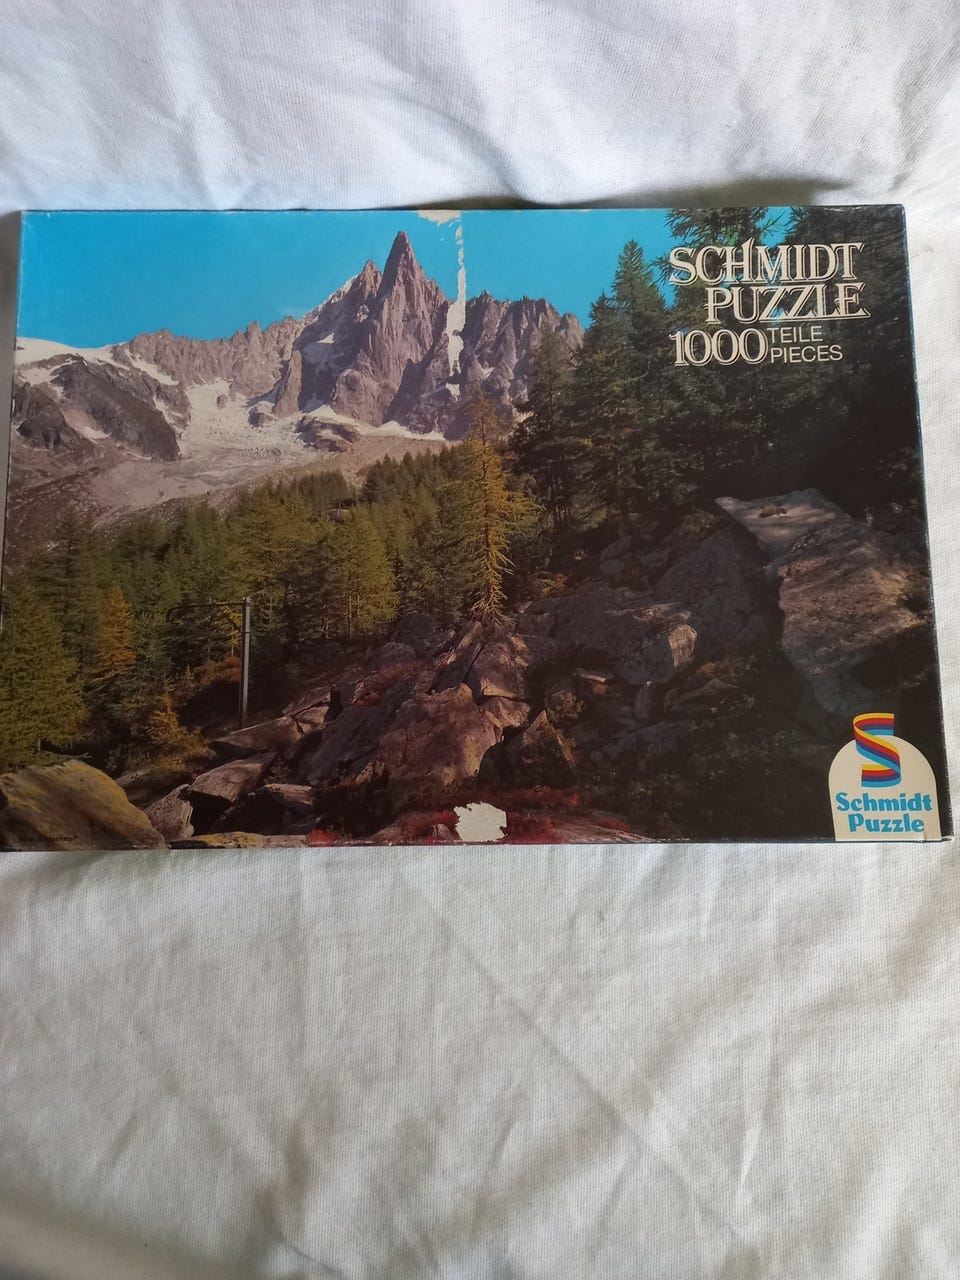 SCHMIDT
PUZZLE
1000 TEILE
PIECES
Schmidt
Puzzle